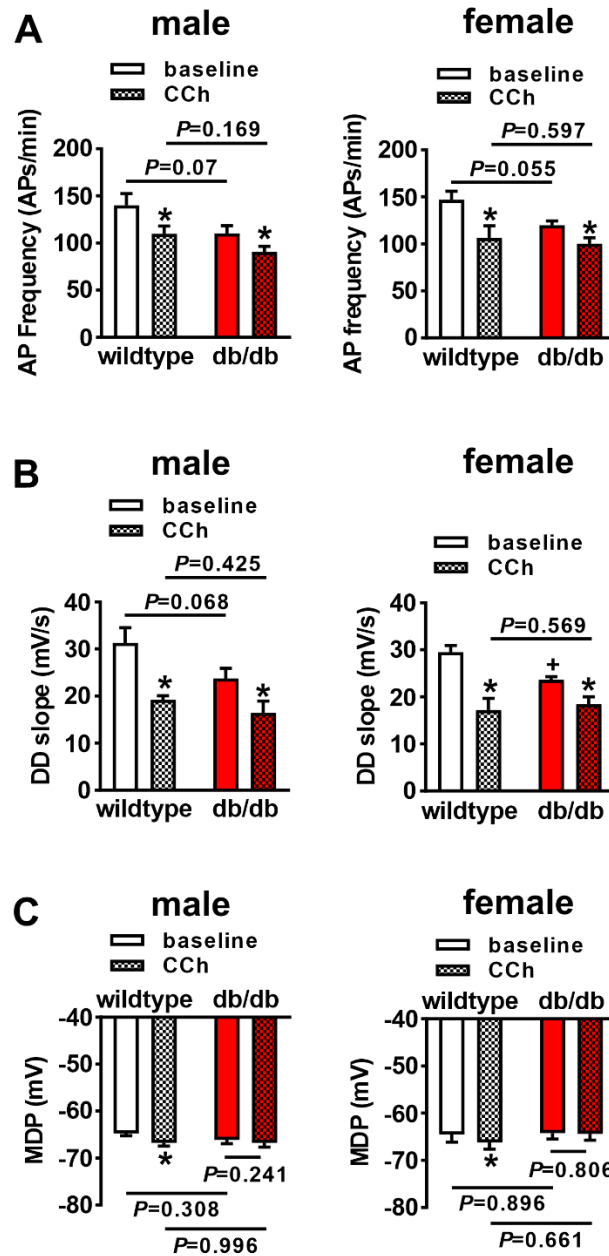 A
male
baseline
CCh
P=0.169
P=0.07
AP Frequency (APs/min)
200
150
100
50
0
*
*
wildtype db/db
female
baseline
CCh
P=0.597
P=0.055
AP frequency (APs/min)
200
150
100
50
0
*
*
wildtype db/db
B
male
baseline
CCh
P=0.425
P=0.068
DD slope (mV/s)
40
30
20
10
0
*
*
wildtype db/db
female
baseline
CCh
P=0.569
DD slope (mV/s)
40
30
20
10
0
*
+
*
wildtype db/db
C
male
baseline
CCh
wildtype db/db
MDP (mV)
-40
-50
-60
-70
-80
*
P=0.241
P=0.308
P=0.996
female
baseline
CCh
wildtype db/db
MDP (mV)
-40
-50
-60
-70
-80
*
P=0.806
P=0.896
P=0.661